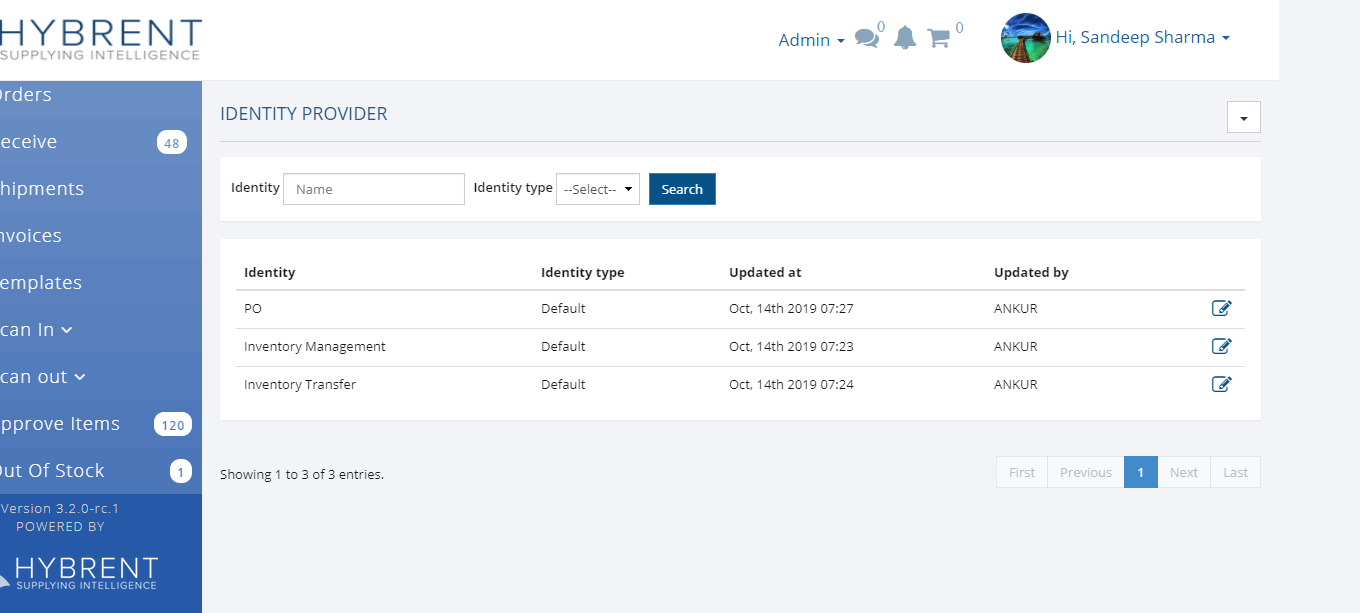 HYBRENT
SUPPLYING INTELLIGENCE
Admin 0 0 Hi, Sandeep Sharma
Orders
eceive 48
hipments
nvoices
emplates
can In
can out
pprove Items 120
Out Of Stock 1
Version 3.2.0-rc.1
POWERED BY
HYBRENT
SUPPLYING INTELLIGENCE
IDENTITY PROVIDER
Identity Name Identity type --Select-- Search
Identity Identity type Updated at Updated by
PO Default Oct, 14th 2019 07:27 ANKUR
Inventory Management Default Oct, 14th 2019 07:23 ANKUR
Inventory Transfer Default Oct, 14th 2019 07:24 ANKUR
Showing 1 to 3 of 3 entries. First Previous 1 Next Last